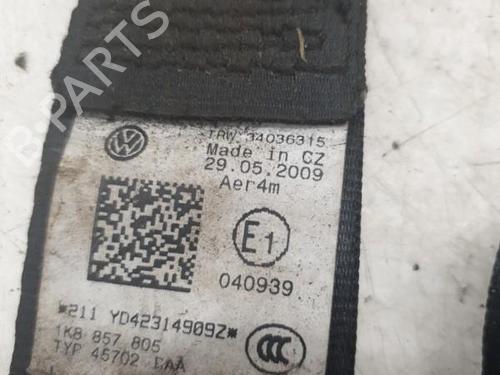 TRW 34036315
Made in CZ
29.05.2009
Aer4m
E1
040939
*211 YD42314909Z*
1K8 857 805
TYP 45702
CCC
B-Parts